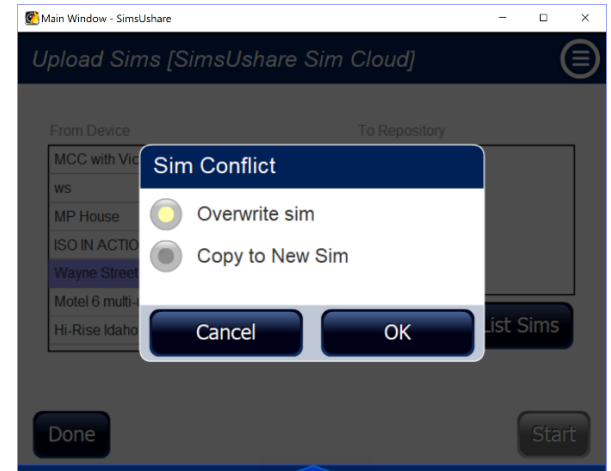 Main Window - SimsUshare
Upload Sims [SimsUshare Sim Cloud]
From Device
To Repository
MCC with Vic
ws
MP House
ISO IN ACTIO
Wayne Street
Motel 6 multi-
Hi-Rise Idaho
Sim Conflict
Overwrite sim
Copy to New Sim
Cancel
OK
List Sims
Done
Start